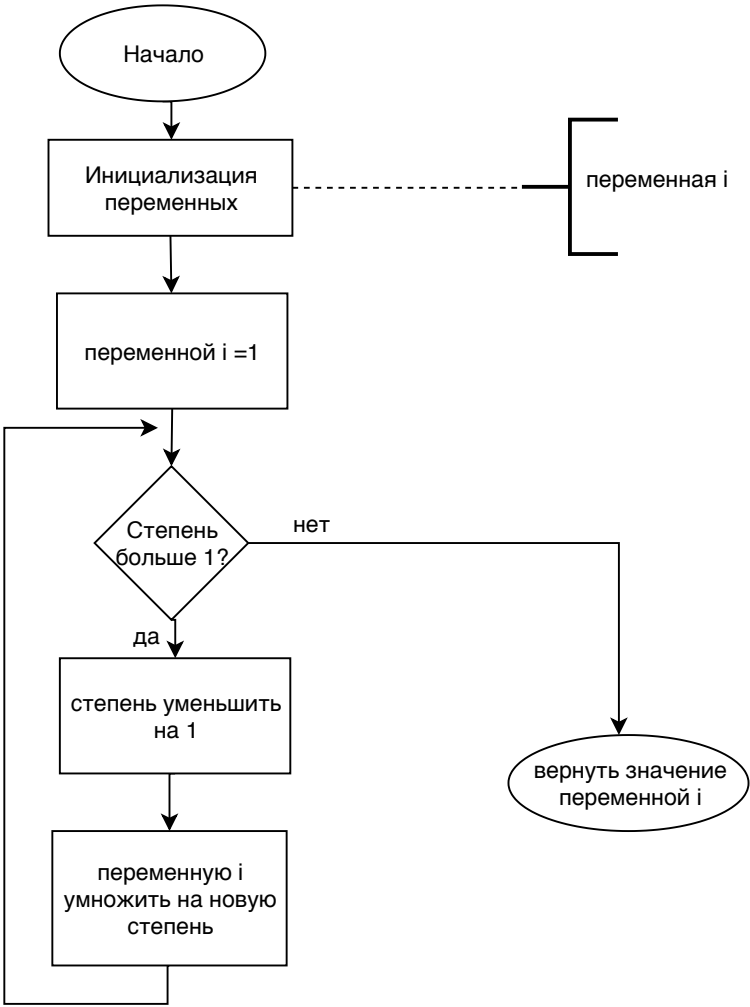 Начало
Инициализация
переменных
переменная i
переменной i =1
Степень
больше 1?
нет
да
степень уменьшить
на 1
вернуть значение
переменной i
переменную i
умножить на новую
степень